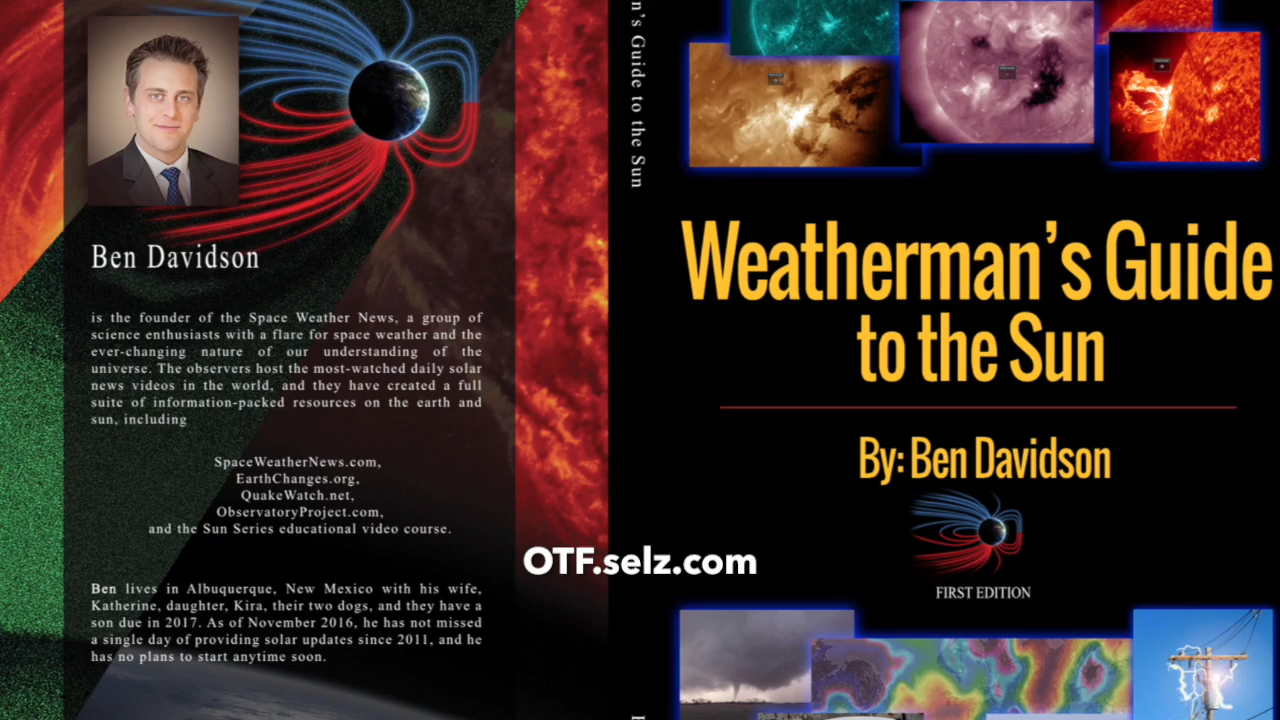 Ben Davidson
is the founder of the Space Weather News, a group of
science enthusiasts with a flare for space weather and the
ever-changing nature of our understanding of the
universe. The observers host the most-watched daily solar
news videos in the world, and they have created a full
suite of information-packed resources on the earth and
sun, including
SpaceWeatherNews.com,
EarthChanges.org,
QuakeWatch.net,
ObservatoryProject.com,
and the Sun Series educational video course.
Ben lives in Albuquerque, New Mexico with his wife,
Katherine, daughter, Kira, their two dogs, and they have a
son due in 2017. As of November 2016, he has not missed
a single day of providing solar updates since 2011, and he
has no plans to start anytime soon.
n's Guide to the Sun
Weatherman's Guide
to the Sun
By: Ben Davidson
FIRST EDITION
OTF.selz.com